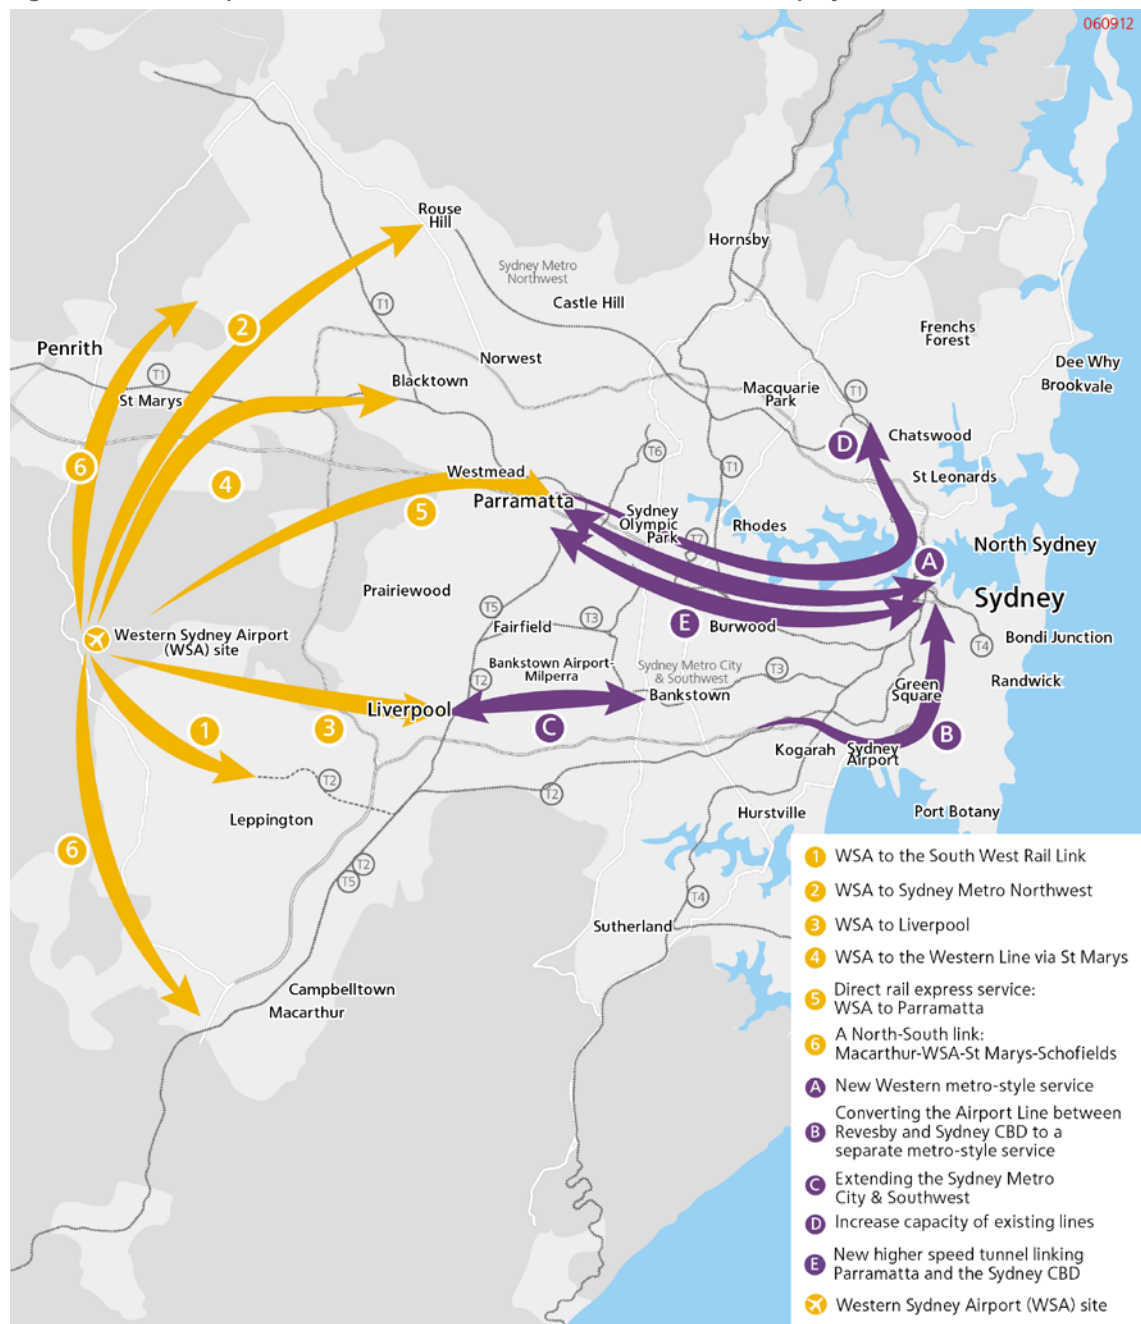 060912
Rouse
Hill
Hornsby
Sydney Metro
Northwest
T1
Castle Hill
2
Frenchs
Forest
Penrith
Norwest
Dee Why
T1
Blacktown
Macquarie
Park
T1
Brookvale
St Marys
D
Chatswood
6
T6
Westmead
T1
St Leonards
4
5
Parramatta
Sydney
Olympic
Park
Rhodes
T7
North Sydney
A
Prairiewood
Sydney
T5
T3
E
Burwood
Western Sydney Airport
(WSA) site
Fairfield
T4
Bondi Junction
Bankstown Airport-
Milperra
Sydney Metro City
& Southwest
T3
T2
Green
Square
Randwick
Liverpool
Bankstown
1
3
C
B
Kogarah
Sydney
Airport
T2
T2
Leppington
Hurstville
Port Botany
6
T2
T5
T4
Sutherland
Campbelltown
Macarthur
1 WSA to the South West Rail Link
2 WSA to Sydney Metro Northwest
3 WSA to Liverpool
4 WSA to the Western Line via St Marys
5 Direct rail express service:
WSA to Parramatta
6 A North-South link:
Macarthur-WSA-St Marys-Schofields
A New Western metro-style service
B Converting the Airport Line between
Revesby and Sydney CBD to a
separate metro-style service
C Extending the Sydney Metro
City & Southwest
D Increase capacity of existing lines
E New higher speed tunnel linking
Parramatta and the Sydney CBD
Western Sydney Airport (WSA) site